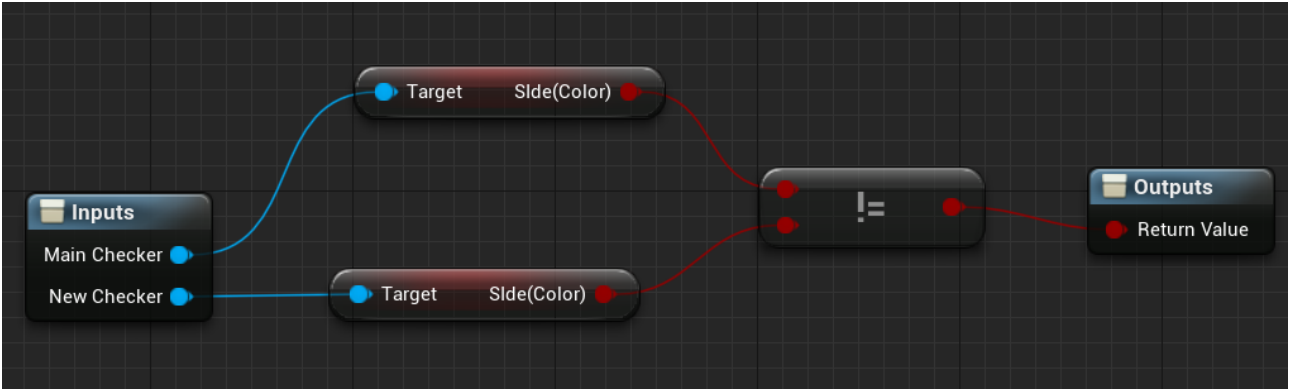 Target SIde(Color)
Inputs
Main Checker
New Checker
Target SIde(Color)
!=
Outputs
Return Value